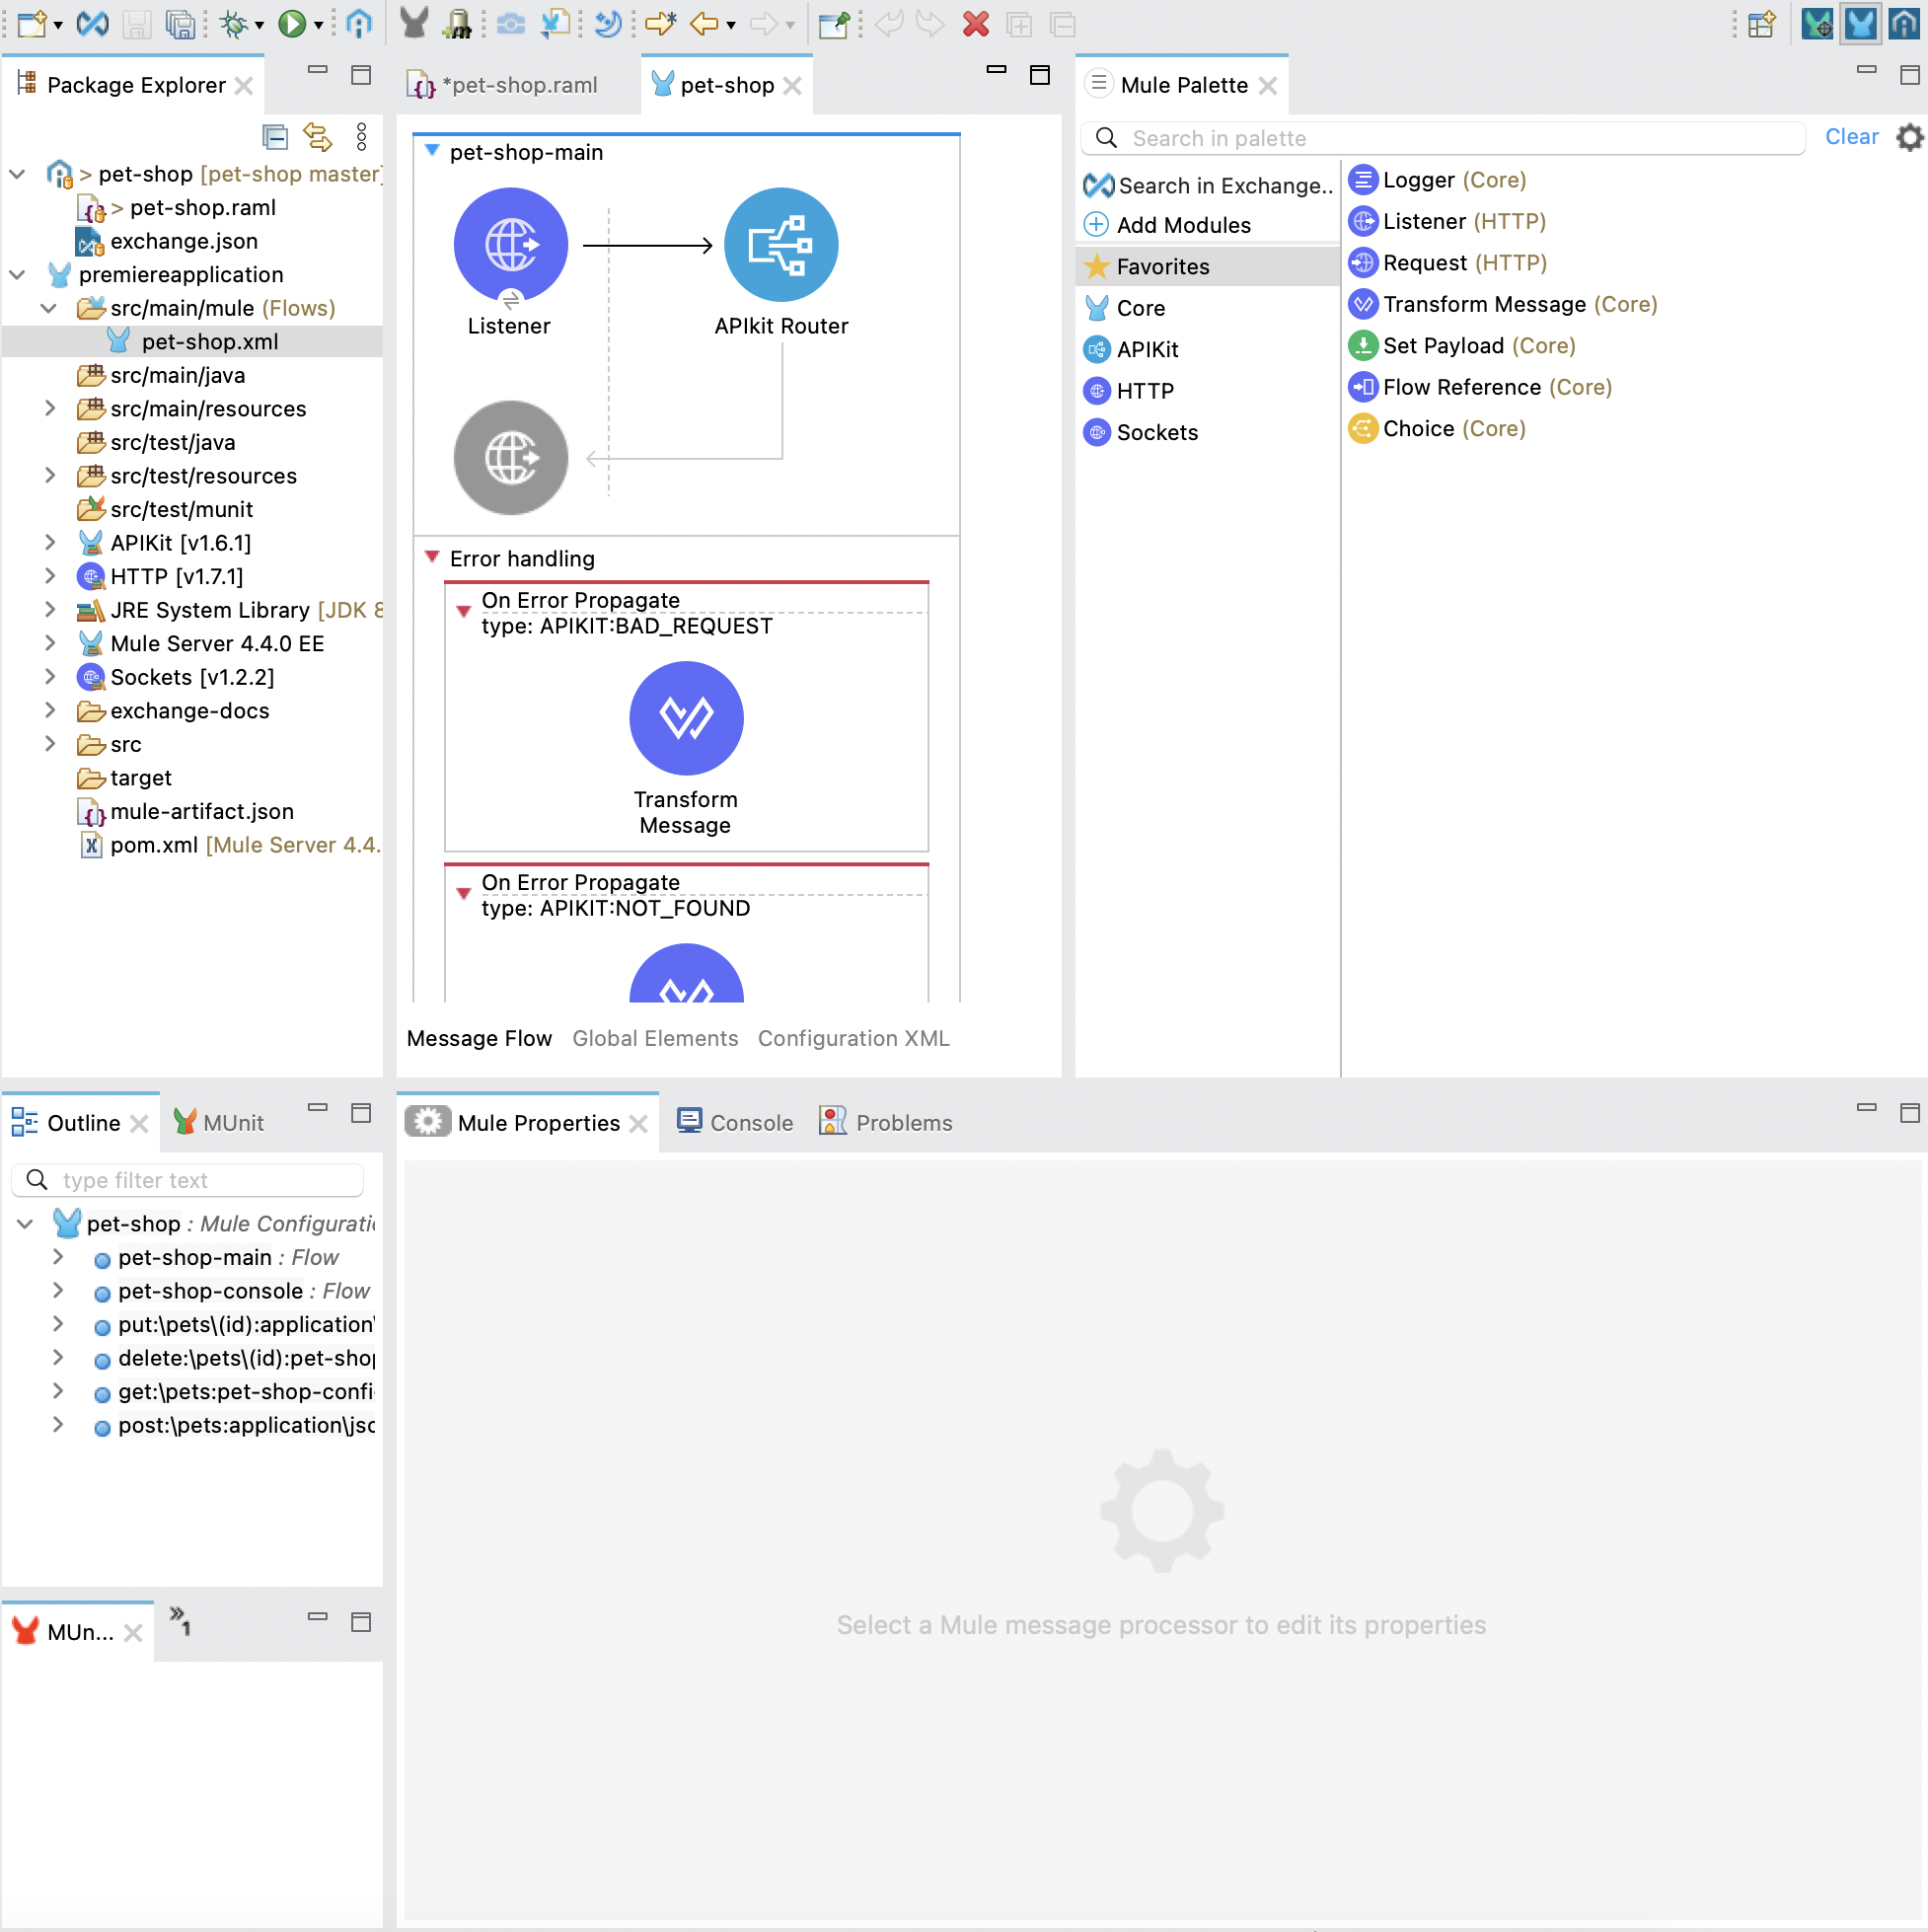 Package Explorer
> pet-shop [pet-shop master]
> pet-shop.raml
exchange.json
premiereapplication
src/main/mule (Flows)
pet-shop.xml
src/main/java
src/main/resources
src/test/java
src/test/resources
src/test/munit
APIKit [v1.6.1]
HTTP [v1.7.1]
JRE System Library [JDK 8
Mule Server 4.4.0 EE
Sockets [v1.2.2]
exchange-docs
src
target
mule-artifact.json
pom.xml [Mule Server 4.4.
*pet-shop.raml
pet-shop
pet-shop-main
Listener
APIkit Router
Error handling
On Error Propagate
type: APIKIT:BAD_REQUEST
Transform
Message
On Error Propagate
type: APIKIT:NOT_FOUND
Message Flow
Global Elements
Configuration XML
Mule Palette
Search in palette
Clear
Search in Exchange..
Add Modules
Favorites
Core
APIKit
HTTP
Sockets
Logger (Core)
Listener (HTTP)
Request (HTTP)
Transform Message (Core)
Set Payload (Core)
Flow Reference (Core)
Choice (Core)
Outline
MUnit
type filter text
pet-shop : Mule Configurati
pet-shop-main : Flow
pet-shop-console : Flow
put:\pets\(id):application\
delete:\pets\(id):pet-shop
get:\pets:pet-shop-confi
post:\pets:application\jso
MUn...
»1
Mule Properties
Console
Problems
Select a Mule message processor to edit its properties